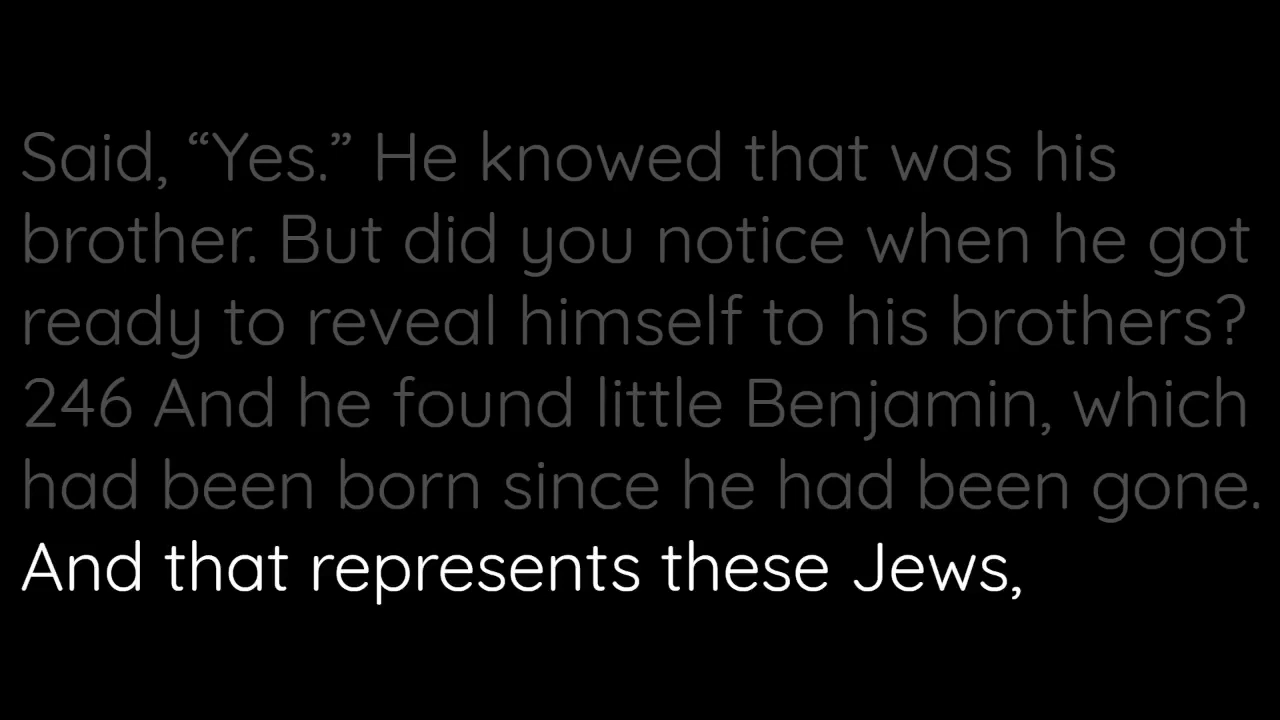 Said, “Yes.” He knowed that was his
brother. But did you notice when he got
ready to reveal himself to his brothers?
246 And he found little Benjamin, which
had been born since he had been gone.
And that represents these Jews,